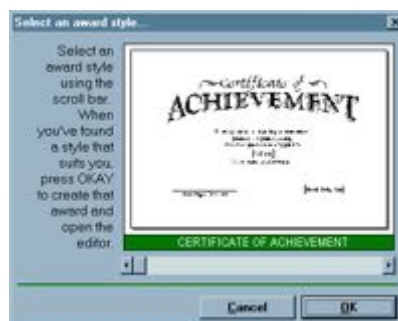 Select an award style...
Select an
award style
using the
scroll bar.
When
you've found
a style that
suits you,
press OKAY
to create that
award and
open the
editor.
Certificate of
ACHIEVEMENT
CERTIFICATE OF ACHIEVEMENT
Cancel
OK